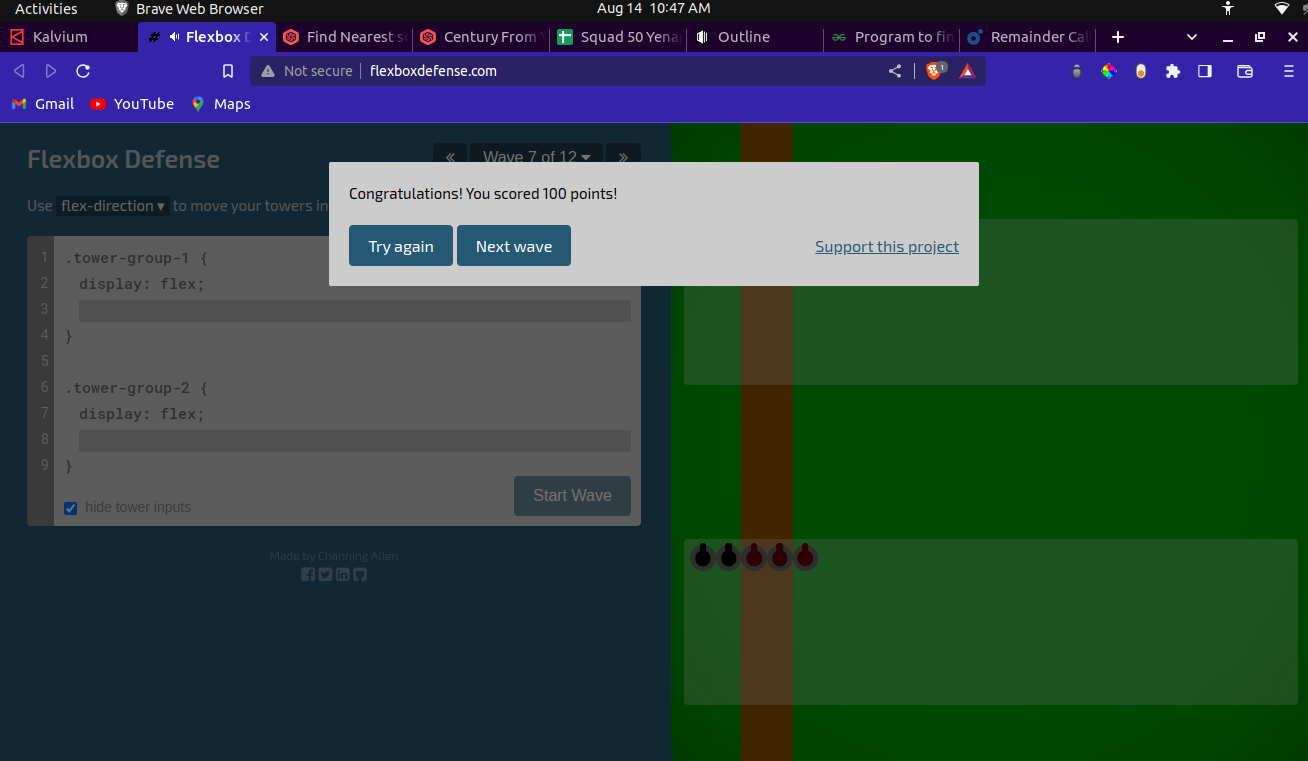 Activities Brave Web Browser Aug 14 10:47 AM
Kalvium Flexbox D Find Nearest s Century From Squad 50 Yena Outline Program to fin Remainder Cal
Not secure flexboxdefense.com 1
Gmail YouTube Maps
Flexbox Defense « Wave 7 of 12 ▾ »
Congratulations! You scored 100 points!
Use flex-direction ▾ to move your towers in
Try again Next wave Support this project
1 .tower-group-1 {
2 display: flex;
3
4 }
5
6 .tower-group-2 {
7 display: flex;
8
9 }
Start Wave
hide tower inputs
Made by Channing Allen